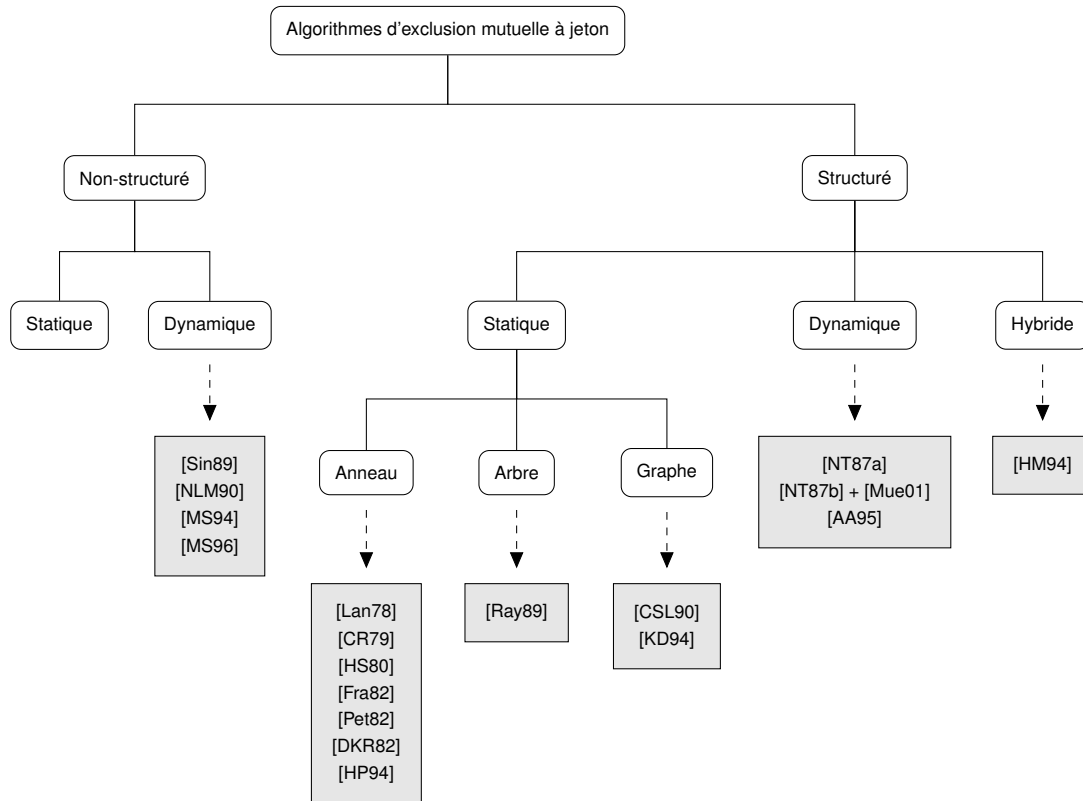 Algorithmes d'exclusion mutuelle à jeton
Non-structuré
Structuré
Statique
Dynamique
Statique
Dynamique
Hybride
[Sin89]
[NLM90]
[MS94]
[MS96]
Anneau
Arbre
Graphe
[NT87a]
[NT87b] + [Mue01]
[AA95]
[HM94]
[Lan78]
[CR79]
[HS80]
[Fra82]
[Pet82]
[DKR82]
[HP94]
[Ray89]
[CSL90]
[KD94]